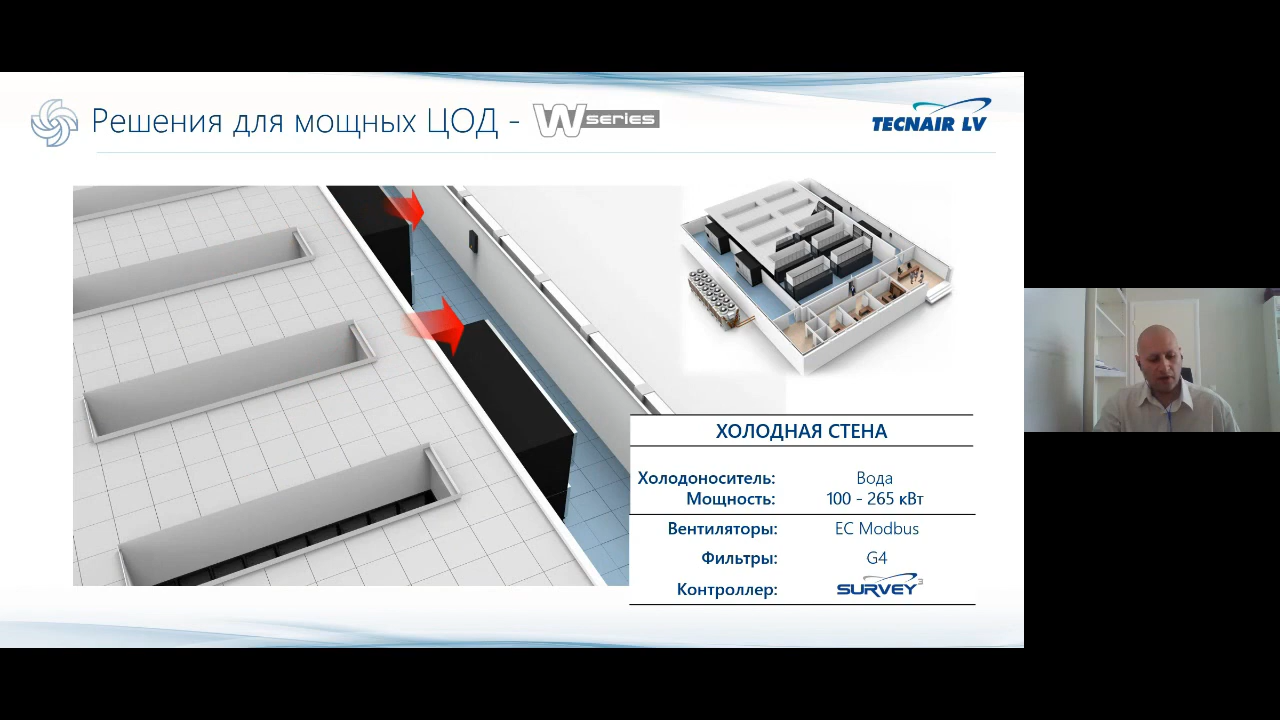 Решения для мощных ЦОД - W series
TECNAIR LV
ХОЛОДНАЯ СТЕНА
Холодоноситель: Вода
Мощность: 100 - 265 кВт
Вентиляторы: EC Modbus
Фильтры: G4
Контроллер: SURVEY3